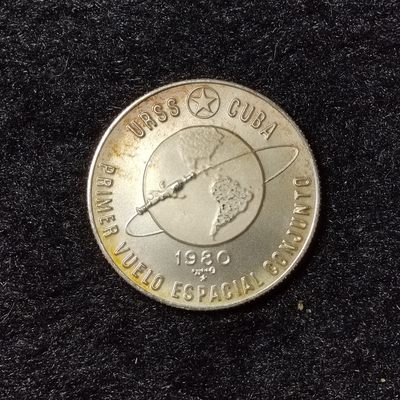 URSS CUBA
1980
PRIMER VUELO ESPACIAL CONJUNTO